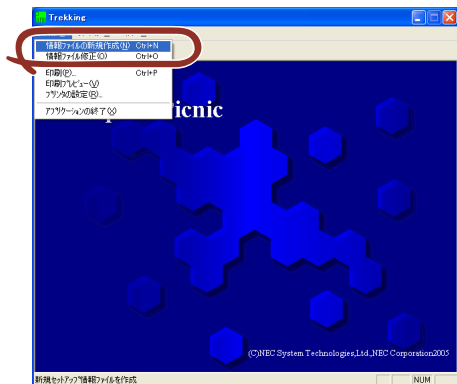 Trekking
情報ファイルの新規作成(N) Ctrl+N
情報ファイル修正(O) Ctrl+O
印刷(P)... Ctrl+P
印刷プレビュー(V)
プリンタの設定(R)...
アプリケーションの終了(X)
icnic
(C)NEC System Technologies,Ltd.,NEC Corporation2005
新規セットアップ情報ファイルを作成
NUM